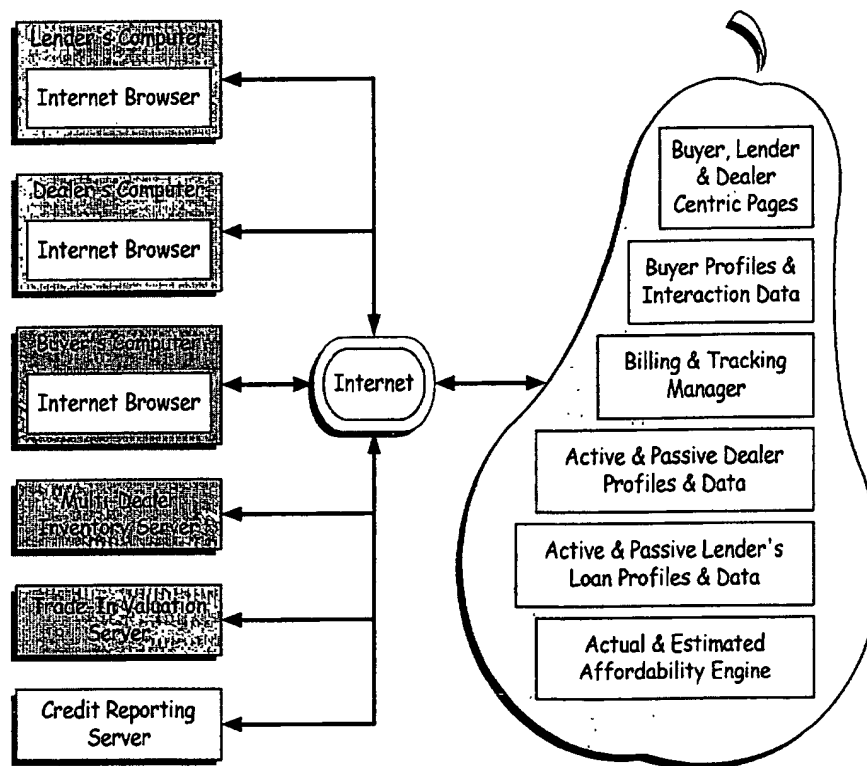 Lender's Computer
Internet Browser
Dealer's Computer
Internet Browser
Buyer's Computer
Internet Browser
Multi-Dealer
Inventory Server
Trade-In Valuation
Server
Credit Reporting
Server
Internet
Buyer, Lender
& Dealer
Centric Pages
Buyer Profiles &
Interaction Data
Billing & Tracking
Manager
Active & Passive Dealer
Profiles & Data
Active & Passive Lender's
Loan Profiles & Data
Actual & Estimated
Affordability Engine